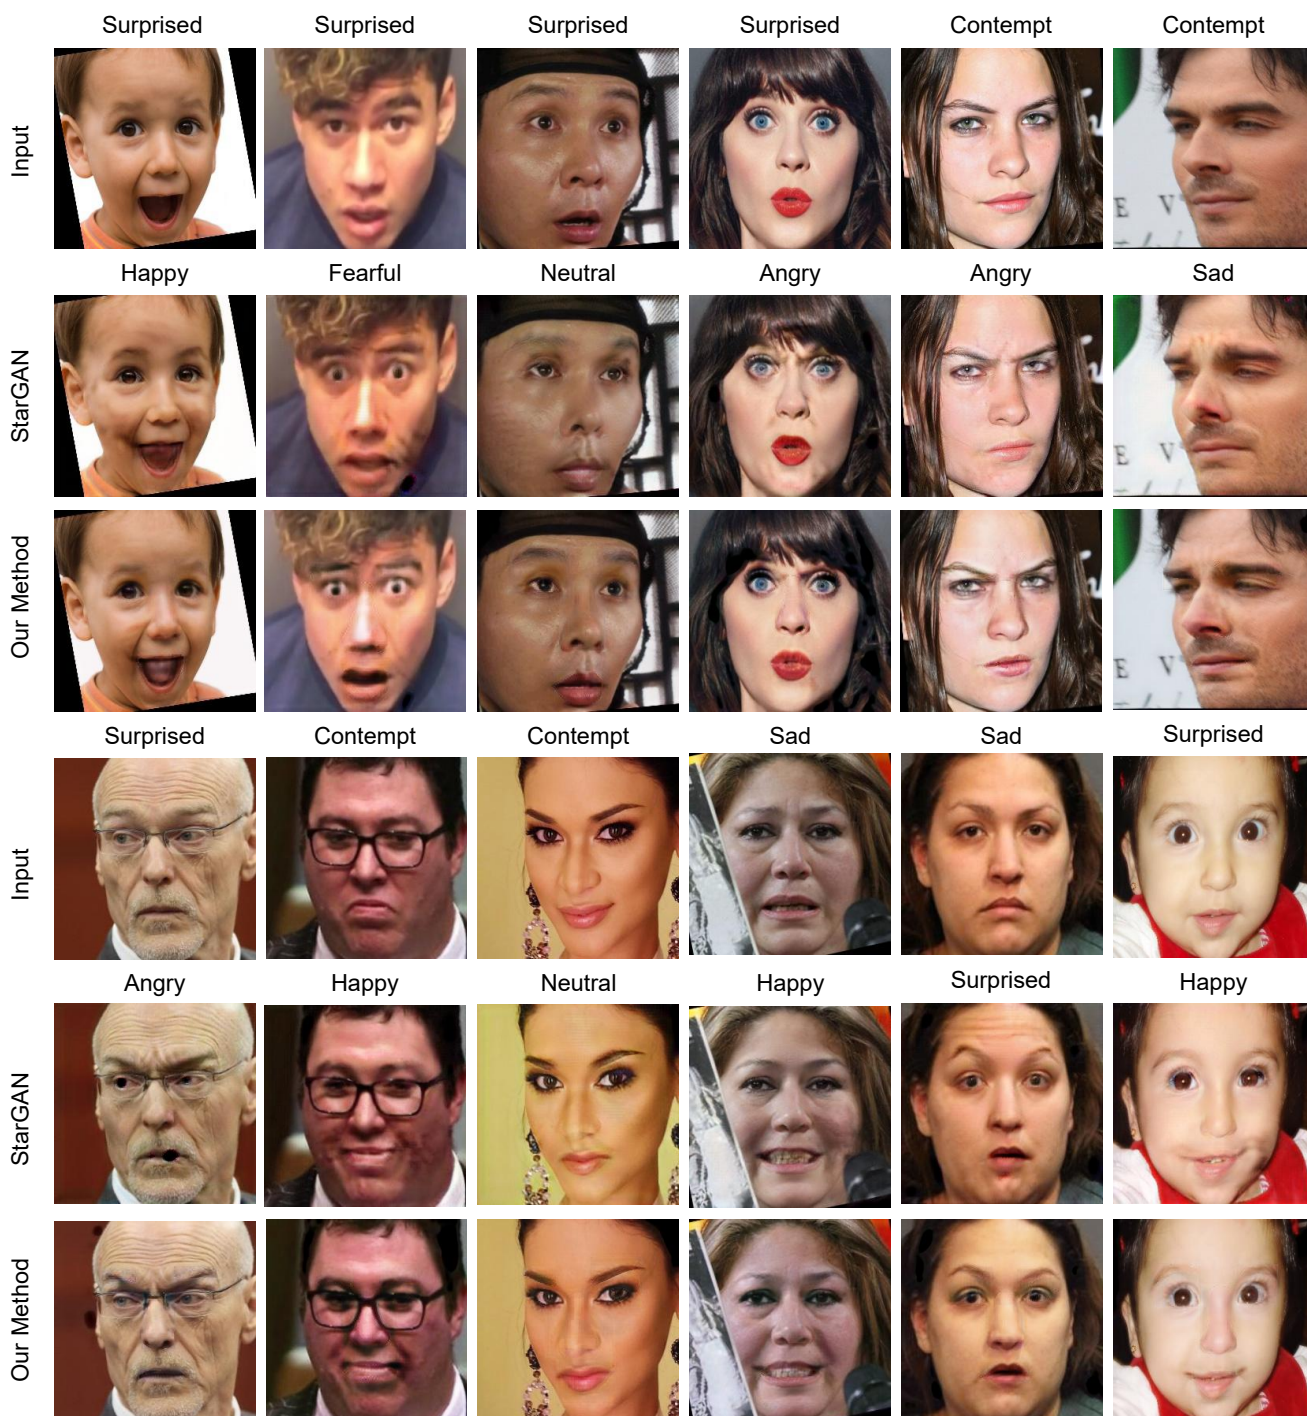 Surprised Surprised Surprised Surprised Contempt Contempt
Input
E V
Happy Fearful Neutral Angry Angry Sad
StarGAN
E V
Our Method
E V
Surprised Contempt Contempt Sad Sad Surprised
Input
Angry Happy Neutral Happy Surprised Happy
StarGAN
Our Method